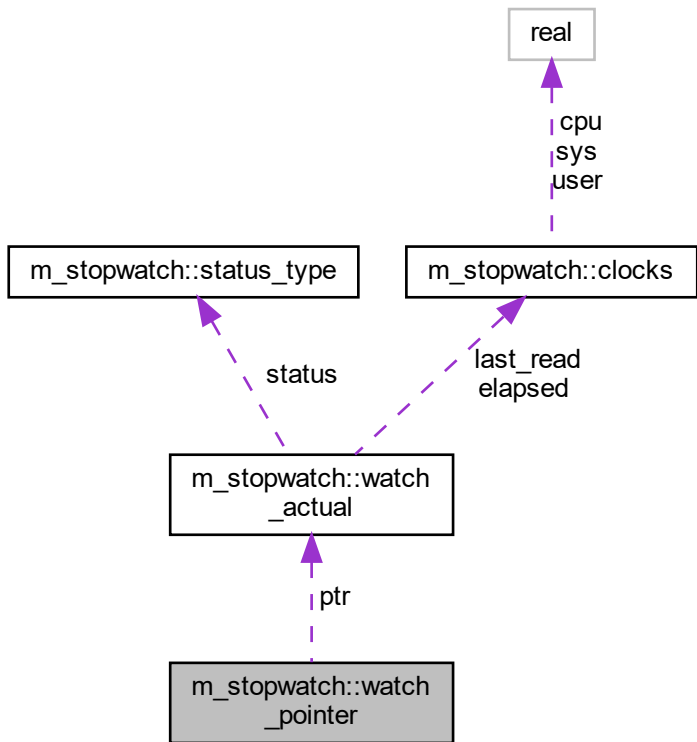 real
cpu
sys
user
m_stopwatch::status_type
m_stopwatch::clocks
status
last_read
elapsed
m_stopwatch::watch
_actual
ptr
m_stopwatch::watch
_pointer